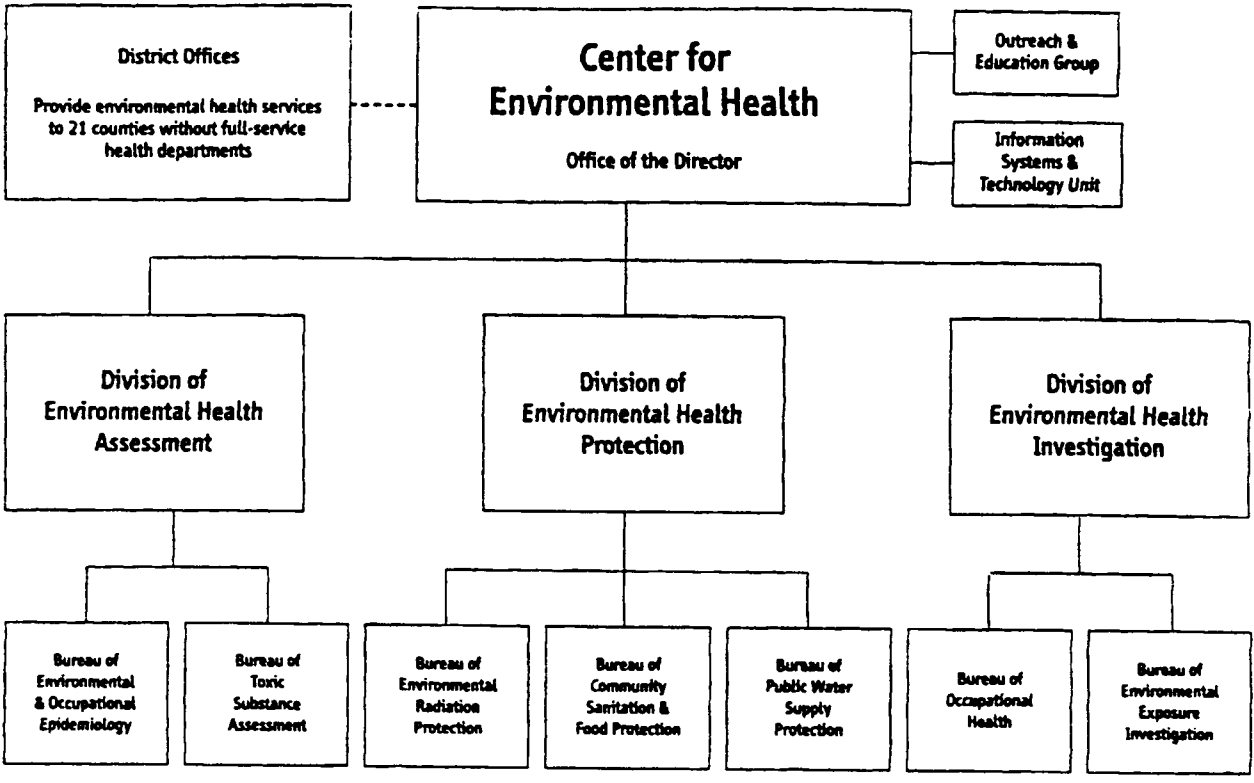 District Offices
Provide environmental health services
to 21 counties without full-service
health departments
Center for
Environmental Health
Office of the Director
Outreach &
Education Group
Information
Systems &
Technology Unit
Division of
Environmental Health
Assessment
Division of
Environmental Health
Protection
Division of
Environmental Health
Investigation
Bureau of
Environmental
& Occupational
Epidemiology
Bureau of
Toxic
Substance
Assessment
Bureau of
Environmental
Radiation
Protection
Bureau of
Community
Sanitation &
Food Protection
Bureau of
Public Water
Supply
Protection
Bureau of
Occupational
Health
Bureau of
Environmental
Exposure
Investigation